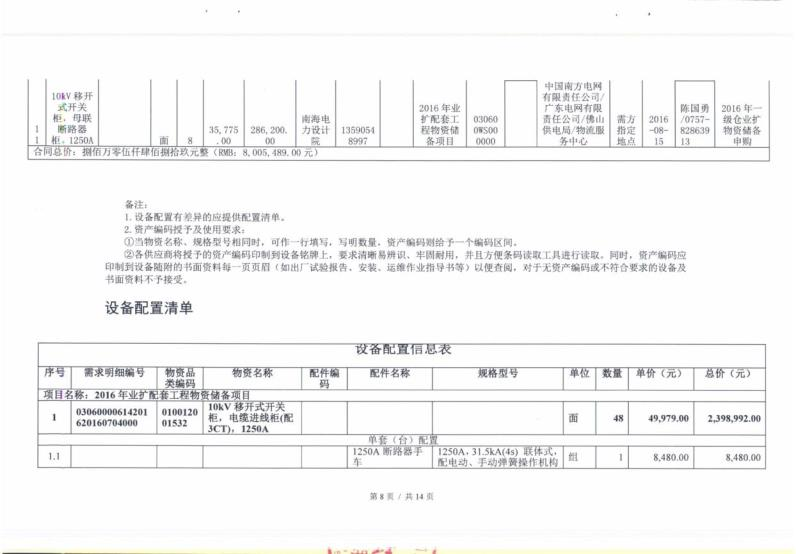 1
1
10kV 移开
式开关
柜，母联
断路器
柜，1250A
面
8
35,775
.00
286,200.
00
南海电
力设计
院
1359054
8997
2016 年业
扩配套工
程物资储
备项目
03060
0WS00
0000
中国南方电网
有限责任公司/
广东电网有限
责任公司/佛山
供电局/物流服
务中心
需方
指定
地点
2016
-08-
15
陈国勇
/0757-
828639
13
2016 年一
级仓业扩
物资储备
申购
合同总价：捌佰万零伍仟肆佰捌拾玖元整（RMB：8,005,489.00 元）
备注：
1. 设备配置有差异的应提供配置清单。
2. 资产编码授予及使用要求：
①当物资名称、规格型号相同时，可作一行填写，写明数量，资产编码则给予一个编码区间。
②各供应商将授予的资产编码印制到设备铭牌上，要求清晰易辨识、牢固耐用，并且方便条码读取工具进行读取。同时，资产编码应
印制到设备随附的书面资料每一页页眉（如出厂试验报告、安装、运维作业指导书等）以便查阅，对于无资产编码或不符合要求的设备及
书面资料不予接受。
设备配置清单
设备配置信息表
序号 需求明细编号 物资品类编码 物资名称 配件编码 配件名称 规格型号 单位 数量 单价（元） 总价（元）
项目名称：2016 年业扩配套工程物资储备项目
1
03060000614201
620160704000
0100120
01532
10kV 移开式开关
柜，电缆进线柜(配
3CT)，1250A
面
48
49,979.00
2,398,992.00
单套（台）配置
1.1
1250A 断路器手
车
1250A，31.5kA(4s) 联体式，
配电动、手动弹簧操作机构
组
1
8,480.00
8,480.00
第 8 页 / 共 14 页